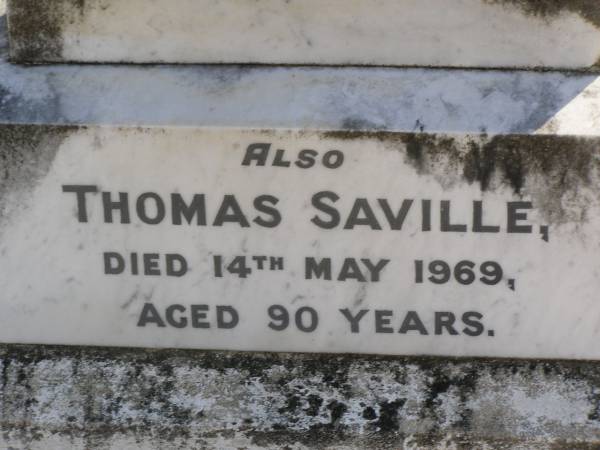 ALSO
THOMAS SAVILLE,
DIED 14TH MAY 1969,
AGED 90 YEARS.